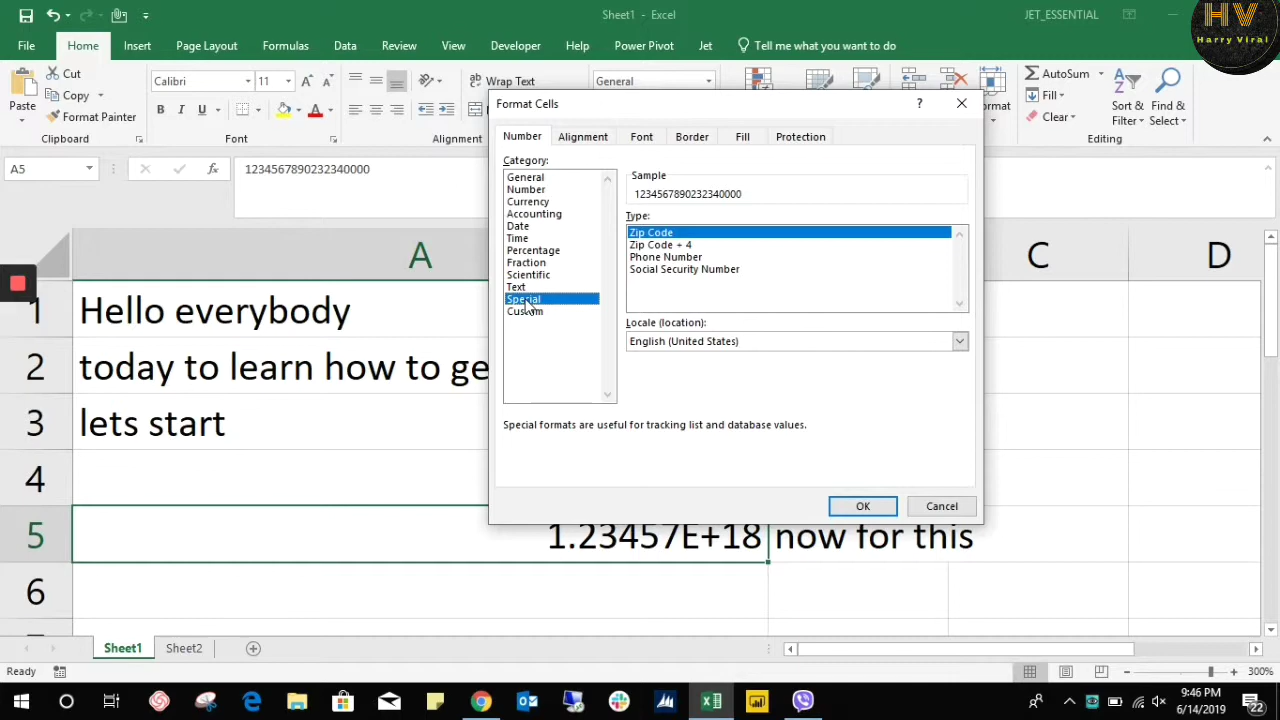 Sheet1 - Excel
JET_ESSENTIAL
HV
Harry Viral
File Home Insert Page Layout Formulas Data Review View Developer Help Power Pivot Jet Tell me what you want to do
Cut
Copy
Format Painter
Paste
Clipboard
Calibri 11
B I U
Font
Wrap Text
Alignment
General
ormat
AutoSum
Fill
Clear
Sort & Filter
Find & Select
Editing
A5
fx
1234567890232340000
Format Cells
Number Alignment Font Border Fill Protection
Category:
General
Number
Currency
Accounting
Date
Time
Percentage
Fraction
Scientific
Text
Special
Custom
Sample
1234567890232340000
Type:
Zip Code
Zip Code + 4
Phone Number
Social Security Number
Locale (location):
English (United States)
Special formats are useful for tracking list and database values.
OK Cancel
A C D
1 Hello everybody
2 today to learn how to ge
3 lets start
4
5 1.23457E+18 now for this
6
Sheet1 Sheet2
Ready
300%
9:46 PM
6/14/2019
22